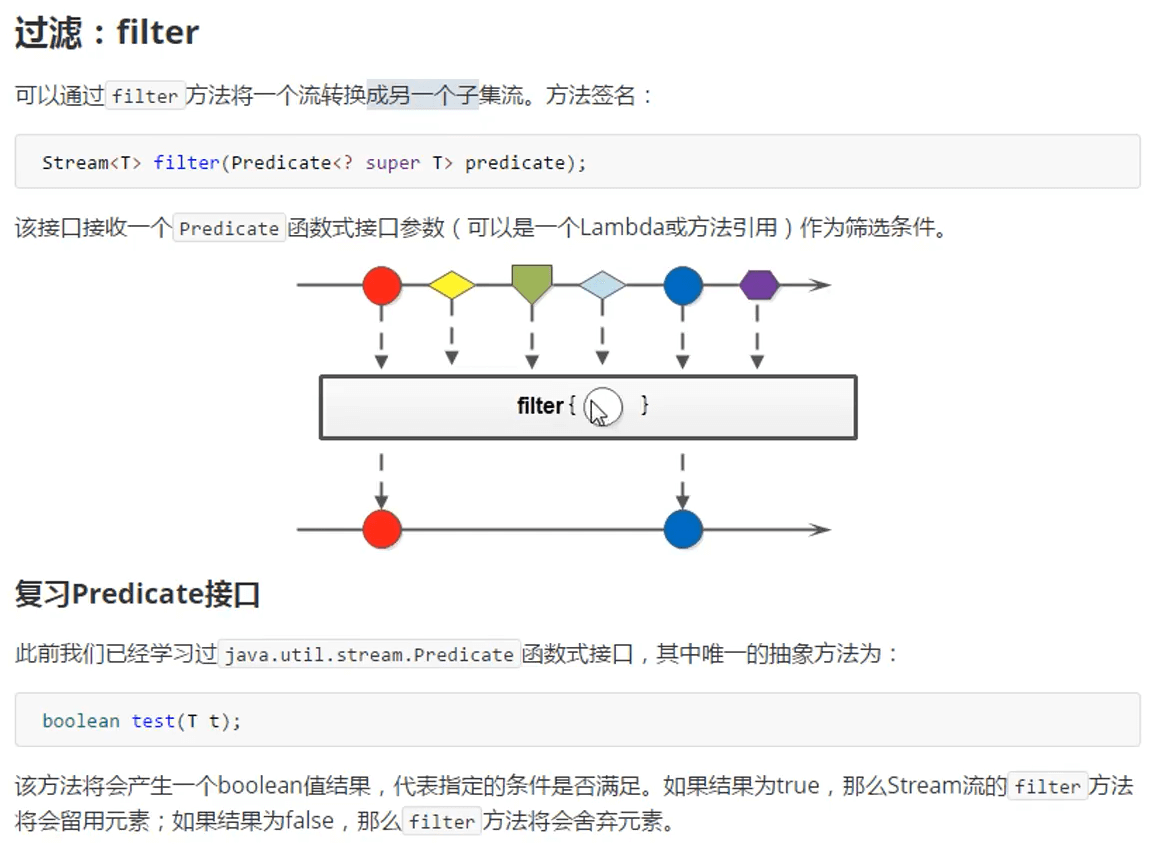 过滤：filter
可以通过filter方法将一个流转换成另一个子集流。方法签名：
Stream<T> filter(Predicate<? super T> predicate);
该接口接收一个Predicate函数式接口参数（可以是一个Lambda或方法引用）作为筛选条件。
filter { }
复习Predicate接口
此前我们已经学习过java.util.stream.Predicate函数式接口，其中唯一的抽象方法为：
boolean test(T t);
该方法将会产生一个boolean值结果，代表指定的条件是否满足。如果结果为true，那么Stream流的filter方法
将会留用元素；如果结果为false，那么filter方法将会舍弃元素。